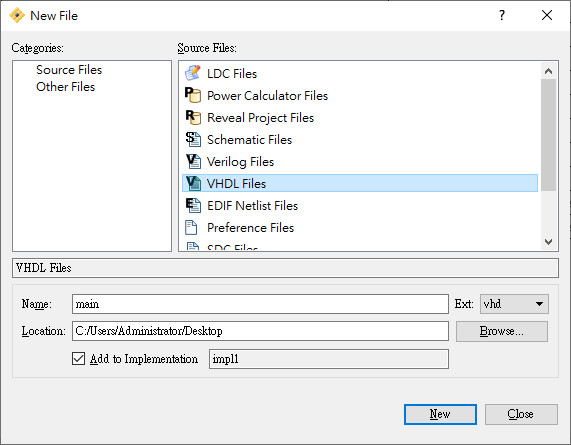 New File
Categories:
Source Files
Other Files
Source Files:
LDC Files
Power Calculator Files
Reveal Project Files
Schematic Files
Verilog Files
VHDL Files
EDIF Netlist Files
Preference Files
SDC Files
VHDL Files
Name: main Ext: vhd
Location: C:/Users/Administrator/Desktop Browse...
Add to Implementation impl1
New Close